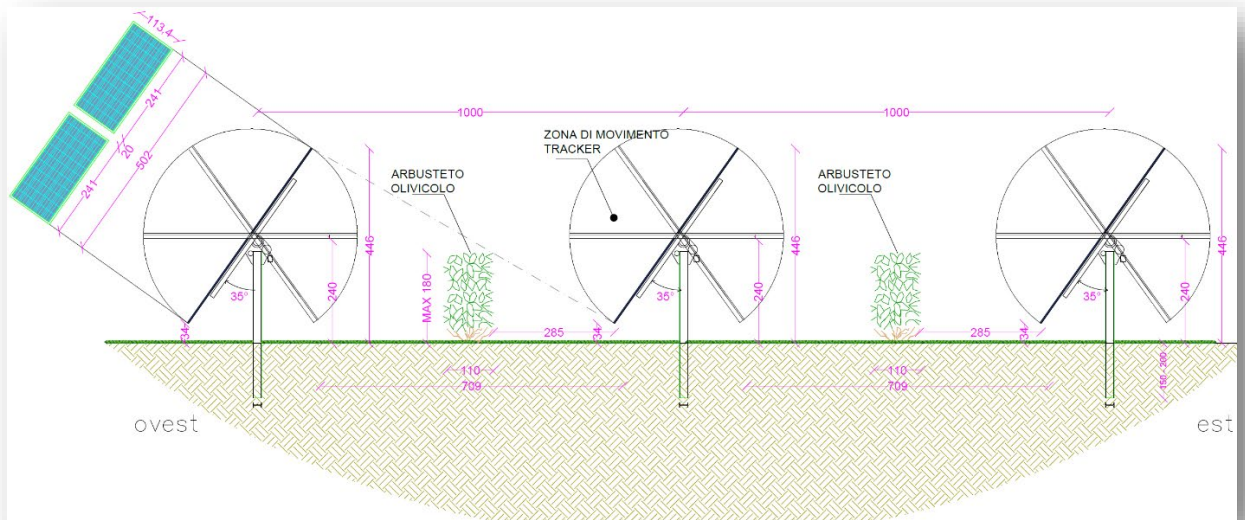 113.4
241
20
502
241
1000
1000
ZONA DI MOVIMENTO
TRACKER
ARBUSTETO
OLIVICOLO
ARBUSTETO
OLIVICOLO
446
446
446
240
240
240
MAX 180
35°
35°
35°
34
285
34
285
34
110
709
110
709
150 - 200
ovest
est